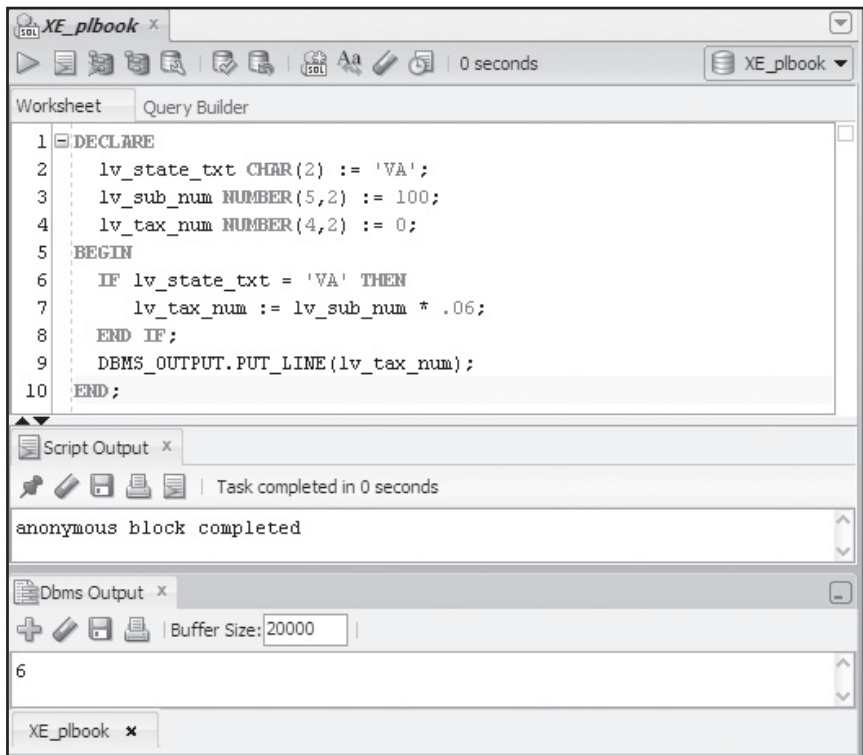 SQL XE_plbook x
SQL Aa 0 seconds XE_plbook
Worksheet Query Builder
1 DECLARE
2 lv_state_txt CHAR(2) := 'VA';
3 lv_sub_num NUMBER(5,2) := 100;
4 lv_tax_num NUMBER(4,2) := 0;
5 BEGIN
6 IF lv_state_txt = 'VA' THEN
7 lv_tax_num := lv_sub_num * .06;
8 END IF;
9 DBMS_OUTPUT.PUT_LINE(lv_tax_num);
10 END;
Script Output x
Task completed in 0 seconds
anonymous block completed
Dbms Output x
Buffer Size: 20000
6
XE_plbook x